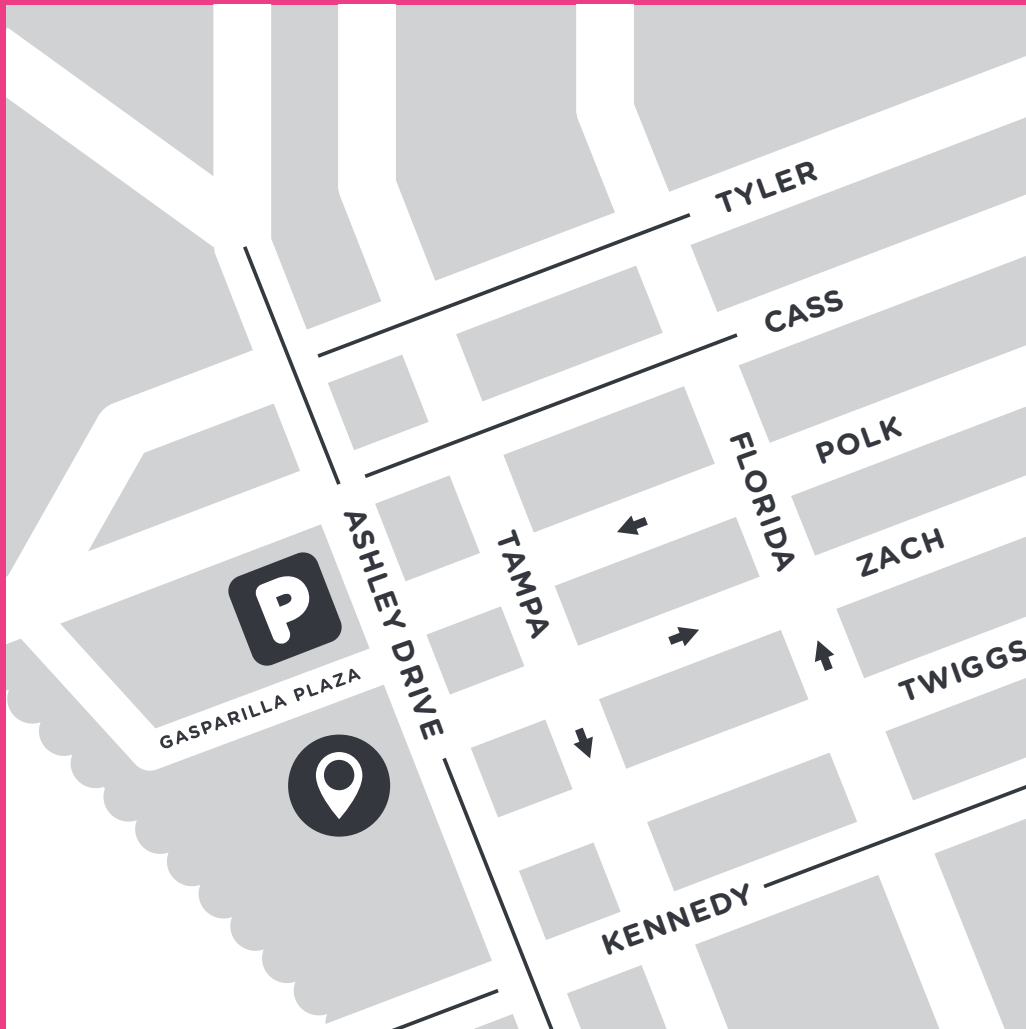 TYLER
CASS
POLK
FLORIDA
ZACH
ASHLEY DRIVE
TAMPA
P
GASPARILLA PLAZA
TWIGGS
KENNEDY